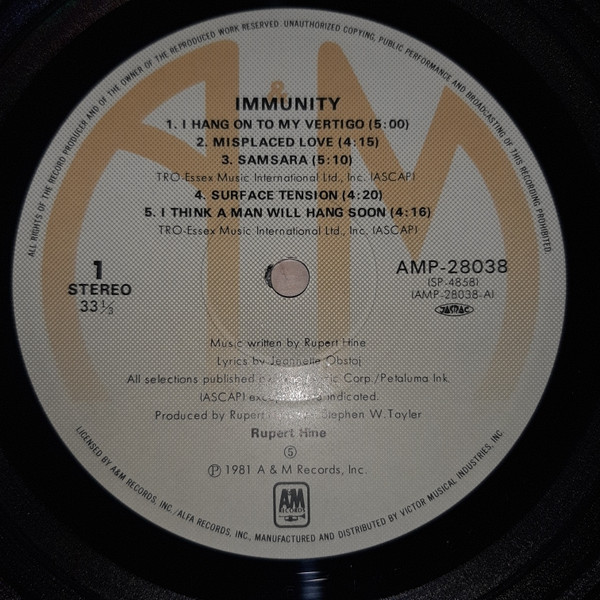 ALL RIGHTS OF THE RECORD PRODUCER AND OF THE OWNER OF THE REPRODUCED WORK RESERVED. UNAUTHORIZED COPYING, PUBLIC PERFORMANCE AND BROADCASTING OF THIS RECORDING PROHIBITED
&
IMMUNITY
1. I HANG ON TO MY VERTIGO (5:00)
2. MISPLACED LOVE (4:15)
3. SAMSARA (5:10)
TRO-Essex Music International Ltd., Inc. (ASCAP)
4. SURFACE TENSION (4:20)
5. I THINK A MAN WILL HANG SOON (4:16)
TRO-Essex Music International Ltd., Inc. (ASCAP)
1
STEREO
33 1/3
AMP-28038
(SP-4858)
(AMP-28038-A)
JASRAC
Music written by Rupert Hine
Lyrics by Jeannette Obstoj
All selections published Corp./Petaluma Ink.
(ASCAP) indicated.
Produced by Rupert Stephen W. Tayler
Rupert Hine
Ⓢ
℗ 1981 A & M Records, Inc.
A&M
RECORDS
LICENSED BY A&M RECORDS, INC./ALFA RECORDS, INC., MANUFACTURED AND DISTRIBUTED BY VICTOR MUSICAL INDUSTRIES, INC.